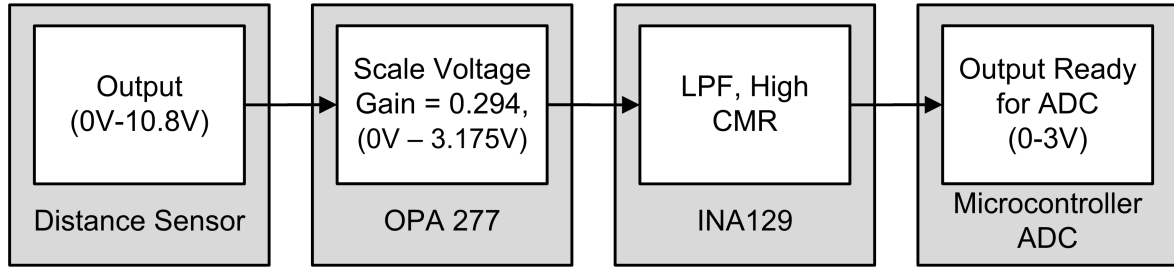 Output
(0V-10.8V)
Distance Sensor
Scale Voltage
Gain = 0.294,
(0V – 3.175V)
OPA 277
LPF, High
CMR
INA129
Output Ready
for ADC
(0-3V)
Microcontroller
ADC